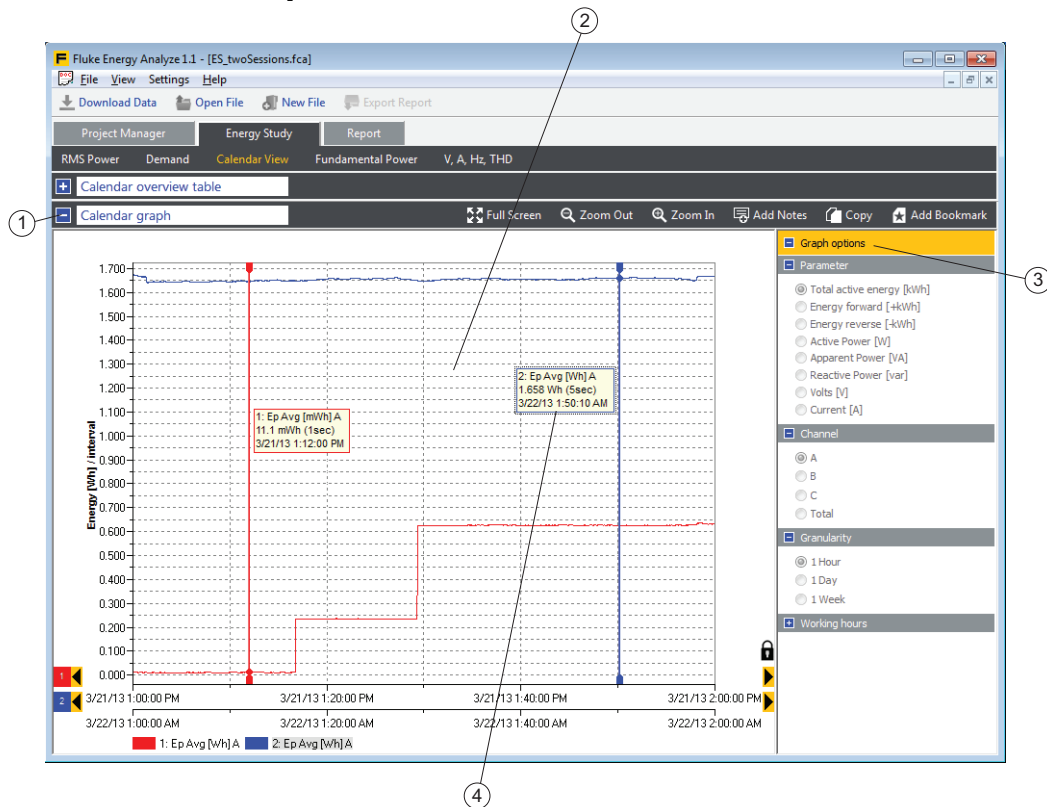 2
F Fluke Energy Analyze 1.1 - [ES_twoSessions.fca]
File View Settings Help
Download Data Open File New File Export Report
Project Manager Energy Study Report
RMS Power Demand Calendar View Fundamental Power V, A, Hz, THD
Calendar overview table
1
Calendar graph Full Screen Zoom Out Zoom In Add Notes Copy Add Bookmark
Graph options
3
Parameter
Total active energy [kWh]
Energy forward [+kWh]
Energy reverse [-kWh]
Active Power [W]
Apparent Power [VA]
Reactive Power [var]
Volts [V]
Current [A]
Channel
A
B
C
Total
Granularity
1 Hour
1 Day
1 Week
Working hours
Energy [Wh] / interval
1.700
1.600
1.500
1.400
1.300
1.200
1.100
1.000
0.900
0.800
0.700
0.600
0.500
0.400
0.300
0.200
0.100
0.000
1: Ep Avg [mWh] A
11.1 mWh (1sec)
3/21/13 1:12:00 PM
2: Ep Avg [Wh] A
1.658 Wh (5sec)
3/22/13 1:50:10 AM
1
2
3/21/13 1:00:00 PM 3/21/13 1:20:00 PM 3/21/13 1:40:00 PM 3/21/13 2:00:00 PM
3/22/13 1:00:00 AM 3/22/13 1:20:00 AM 3/22/13 1:40:00 AM 3/22/13 2:00:00 AM
1: Ep Avg [Wh] A 2: Ep Avg [Wh] A
4